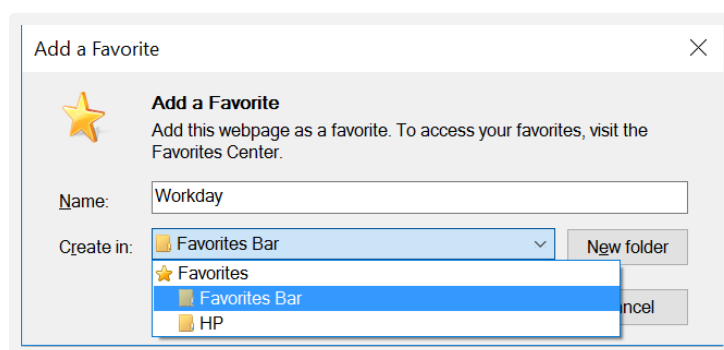 Add a Favorite
Add a Favorite
Add this webpage as a favorite. To access your favorites, visit the
Favorites Center.
Name: Workday
Create in: Favorites Bar New folder
Favorites
Favorites Bar
HP